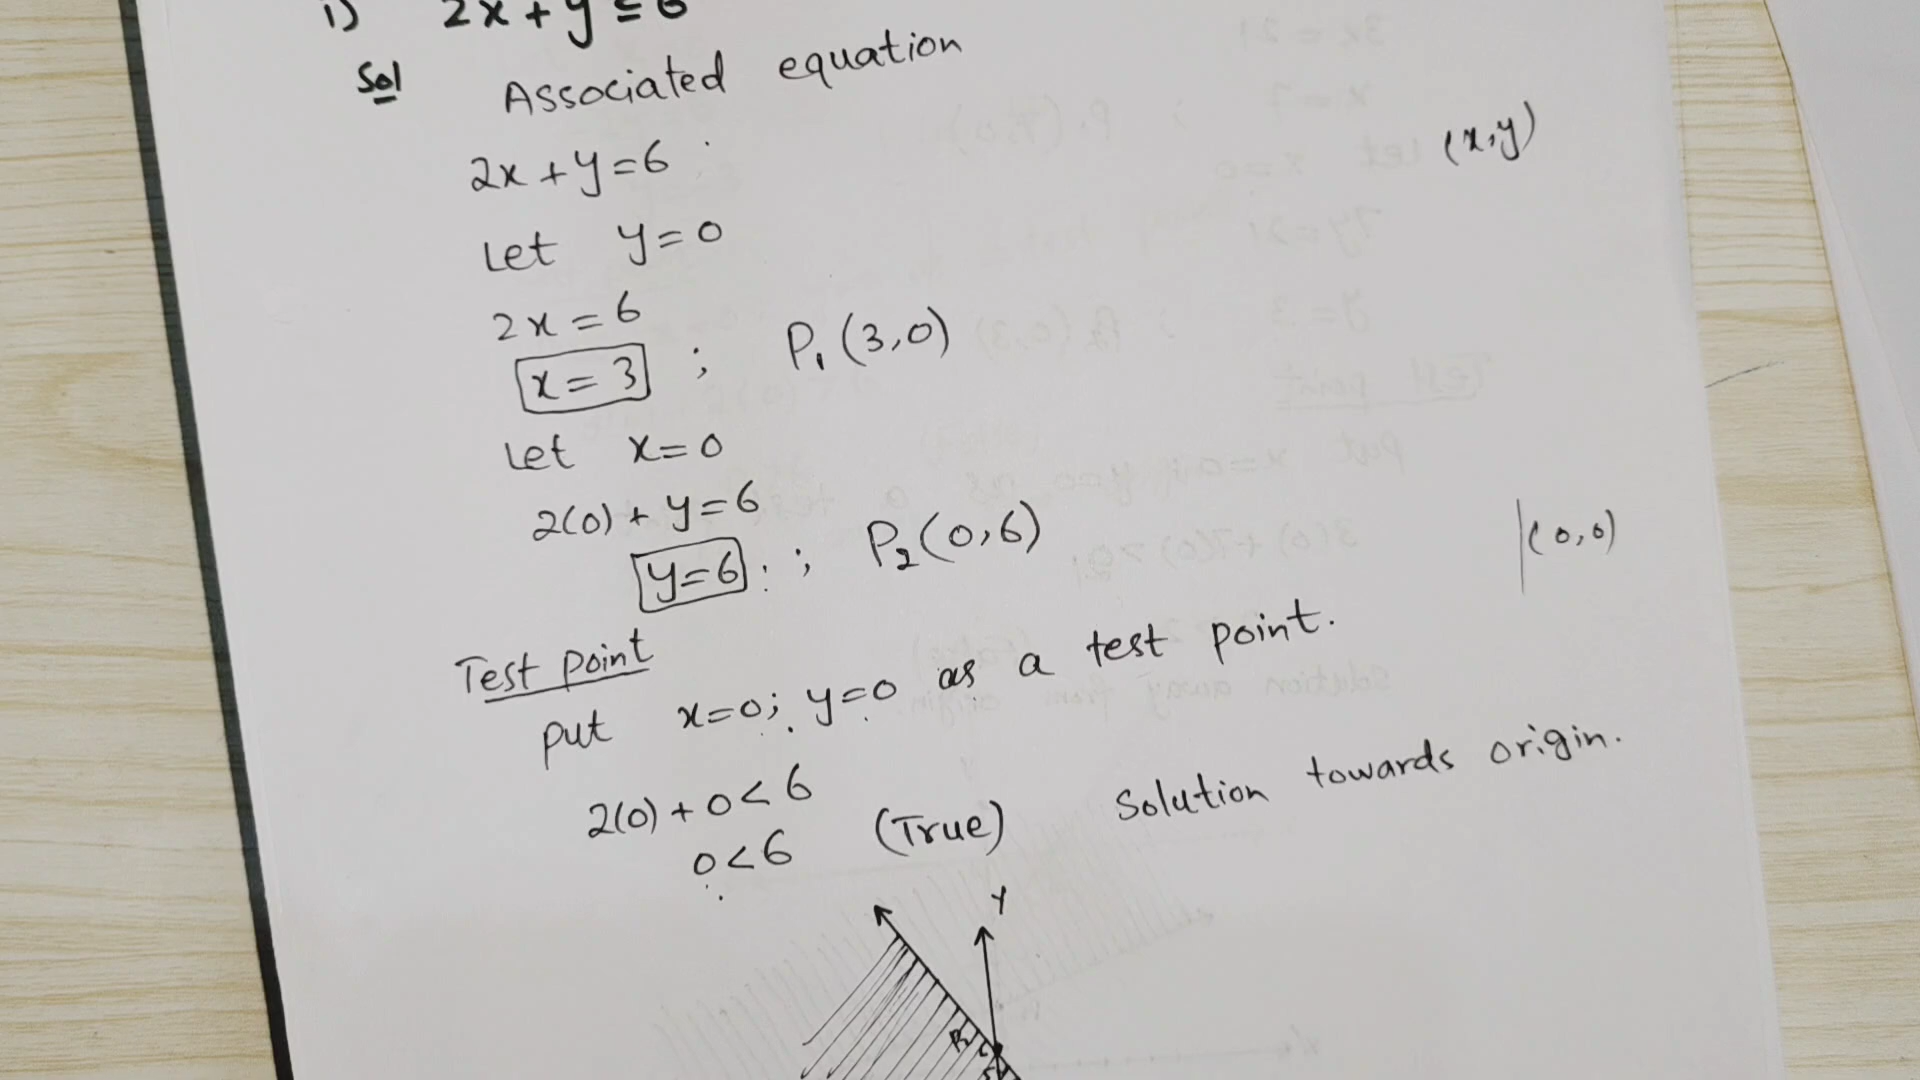 i) 2x + y ≤ 6
Sol Associated equation
2x + y = 6
(x,y)
Let y = 0
2x = 6
x = 3 ; P₁ (3,0)
Let x = 0
2(0) + y = 6
y = 6 ; P₂ (0,6)
(0,0)
Test point
put x=0; y=0 as a test point.
2(0) + 0 < 6
0 < 6 (True) Solution towards origin.
Y